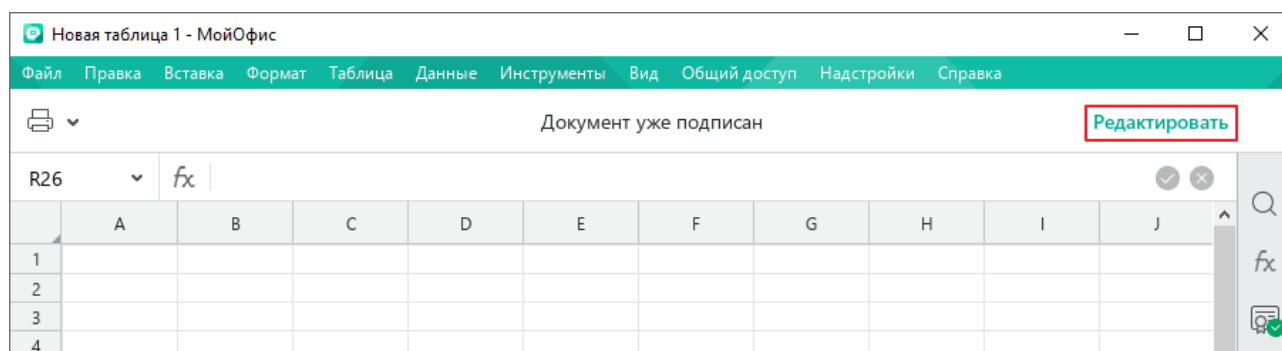 Новая таблица 1 - МойОфис
Файл Правка Вставка Формат Таблица Данные Инструменты Вид Общий доступ Надстройки Справка
Документ уже подписан Редактировать
R26 fx
A B C D E F G H I J
1
2
3
4
fx